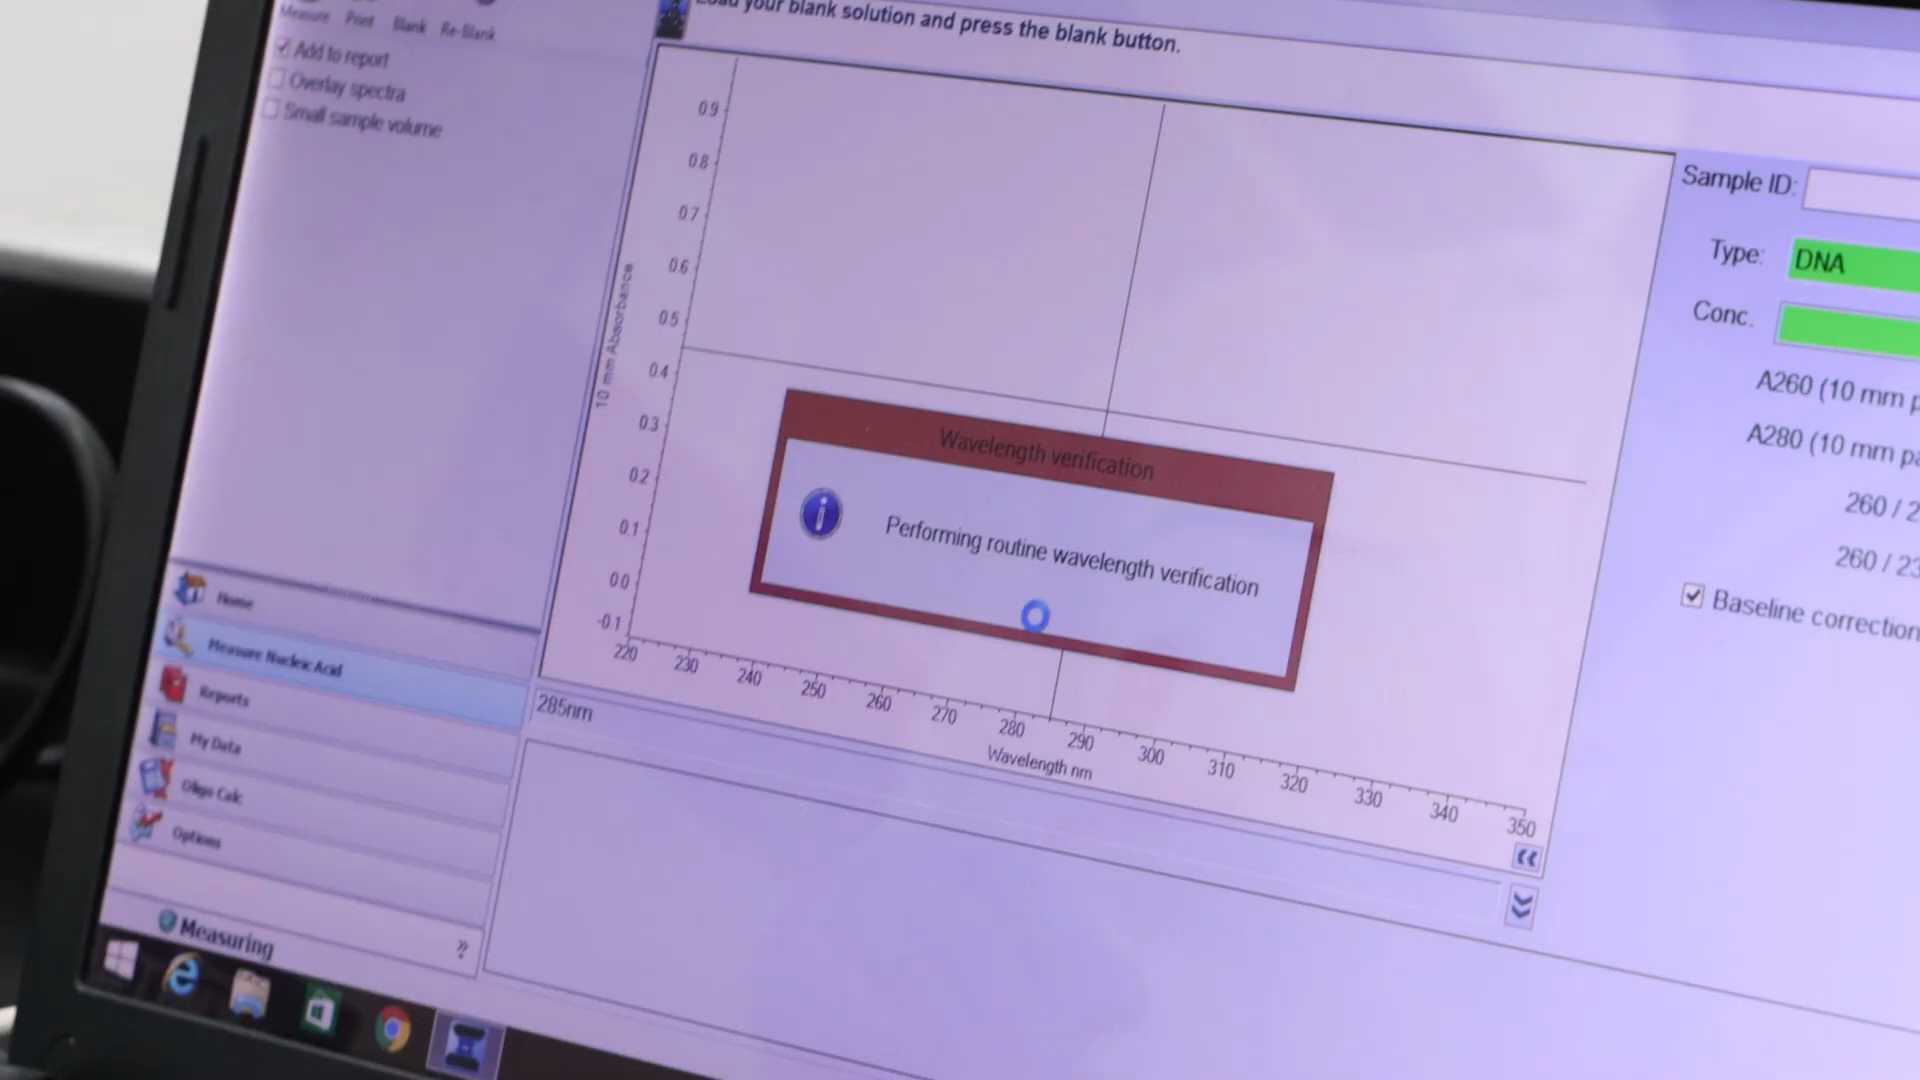 your blank solution and press the blank button.
Measure Print Blank Re-Blank
Add to report
Overlay spectra
Small sample volume
0.9
0.8
0.7
0.6
0.5
0.4
0.3
0.2
0.1
0.0
-0.1
10 mm Absorbance
220 230 240 250 260 270 280 290 300 310 320 330 340 350
Wavelength nm
285nm
Wavelength verification
Performing routine wavelength verification
Sample ID:
Type: DNA
Conc.
A260 (10 mm
A280 (10 mm
260 / 2
260 / 23
Baseline correction
Home
Measure Nucleic Acid
Reports
My Data
Oligo Calc
Options
Measuring